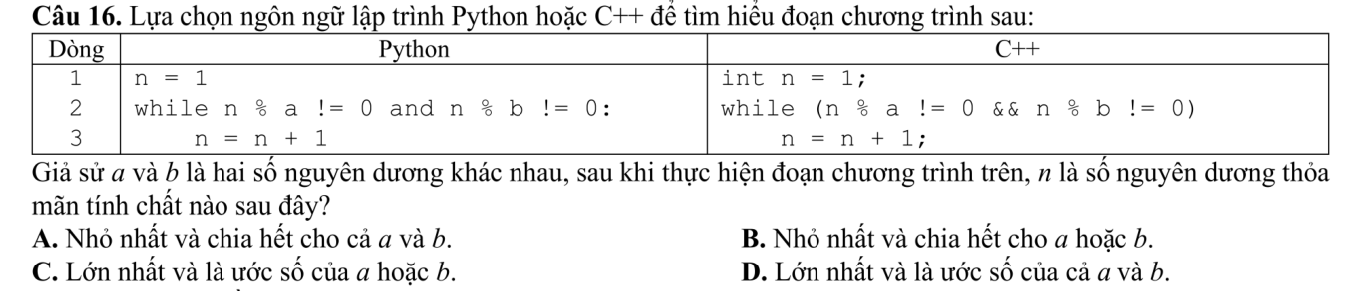 Câu 16. Lựa chọn ngôn ngữ lập trình Python hoặc C++ để tìm hiểu đoạn chương trình sau:
Dòng Python C++
1 n = 1 int n = 1;
2 while n % a != 0 and n % b != 0: while (n % a != 0 && n % b != 0)
3 n = n + 1 n = n + 1;
Giả sử a và b là hai số nguyên dương khác nhau, sau khi thực hiện đoạn chương trình trên, n là số nguyên dương thỏa
mãn tính chất nào sau đây?
A. Nhỏ nhất và chia hết cho cả a và b. B. Nhỏ nhất và chia hết cho a hoặc b.
C. Lớn nhất và là ước số của a hoặc b. D. Lớn nhất và là ước số của cả a và b.